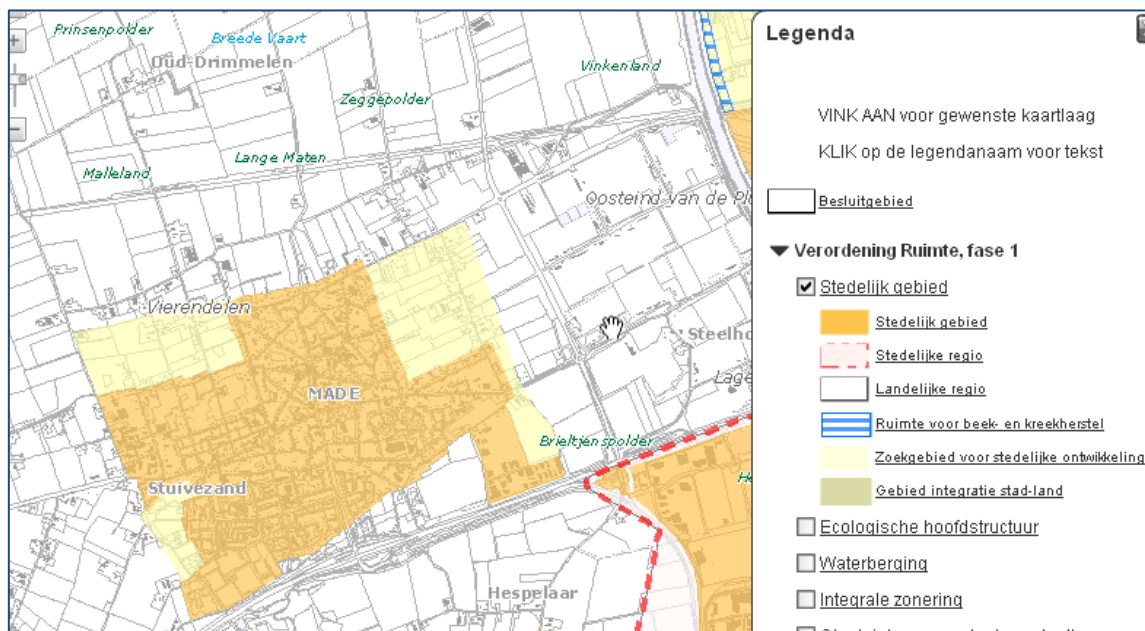 Prinsenpolder
Breede Vaart
Oud-Drimmelen
Vinkenland
Zeggepolder
Lange Maten
Malleland
Oosteind van de
Vierendelen
Steelho
MADE
Lage
Brieltjenspolder
Stuivezand
Hespelaar
Legenda
VINK AAN voor gewenste kaartlaag
KLIK op de legendanaam voor tekst
Besluitgebied
Verordening Ruimte, fase 1
Stedelijk gebied
Stedelijk gebied
Stedelijke regio
Landelijke regio
Ruimte voor beek- en kreekherstel
Zoekgebied voor stedelijke ontwikkeling
Gebied integratie stad-land
Ecologische hoofdstructuur
Waterberging
Integrale zonering